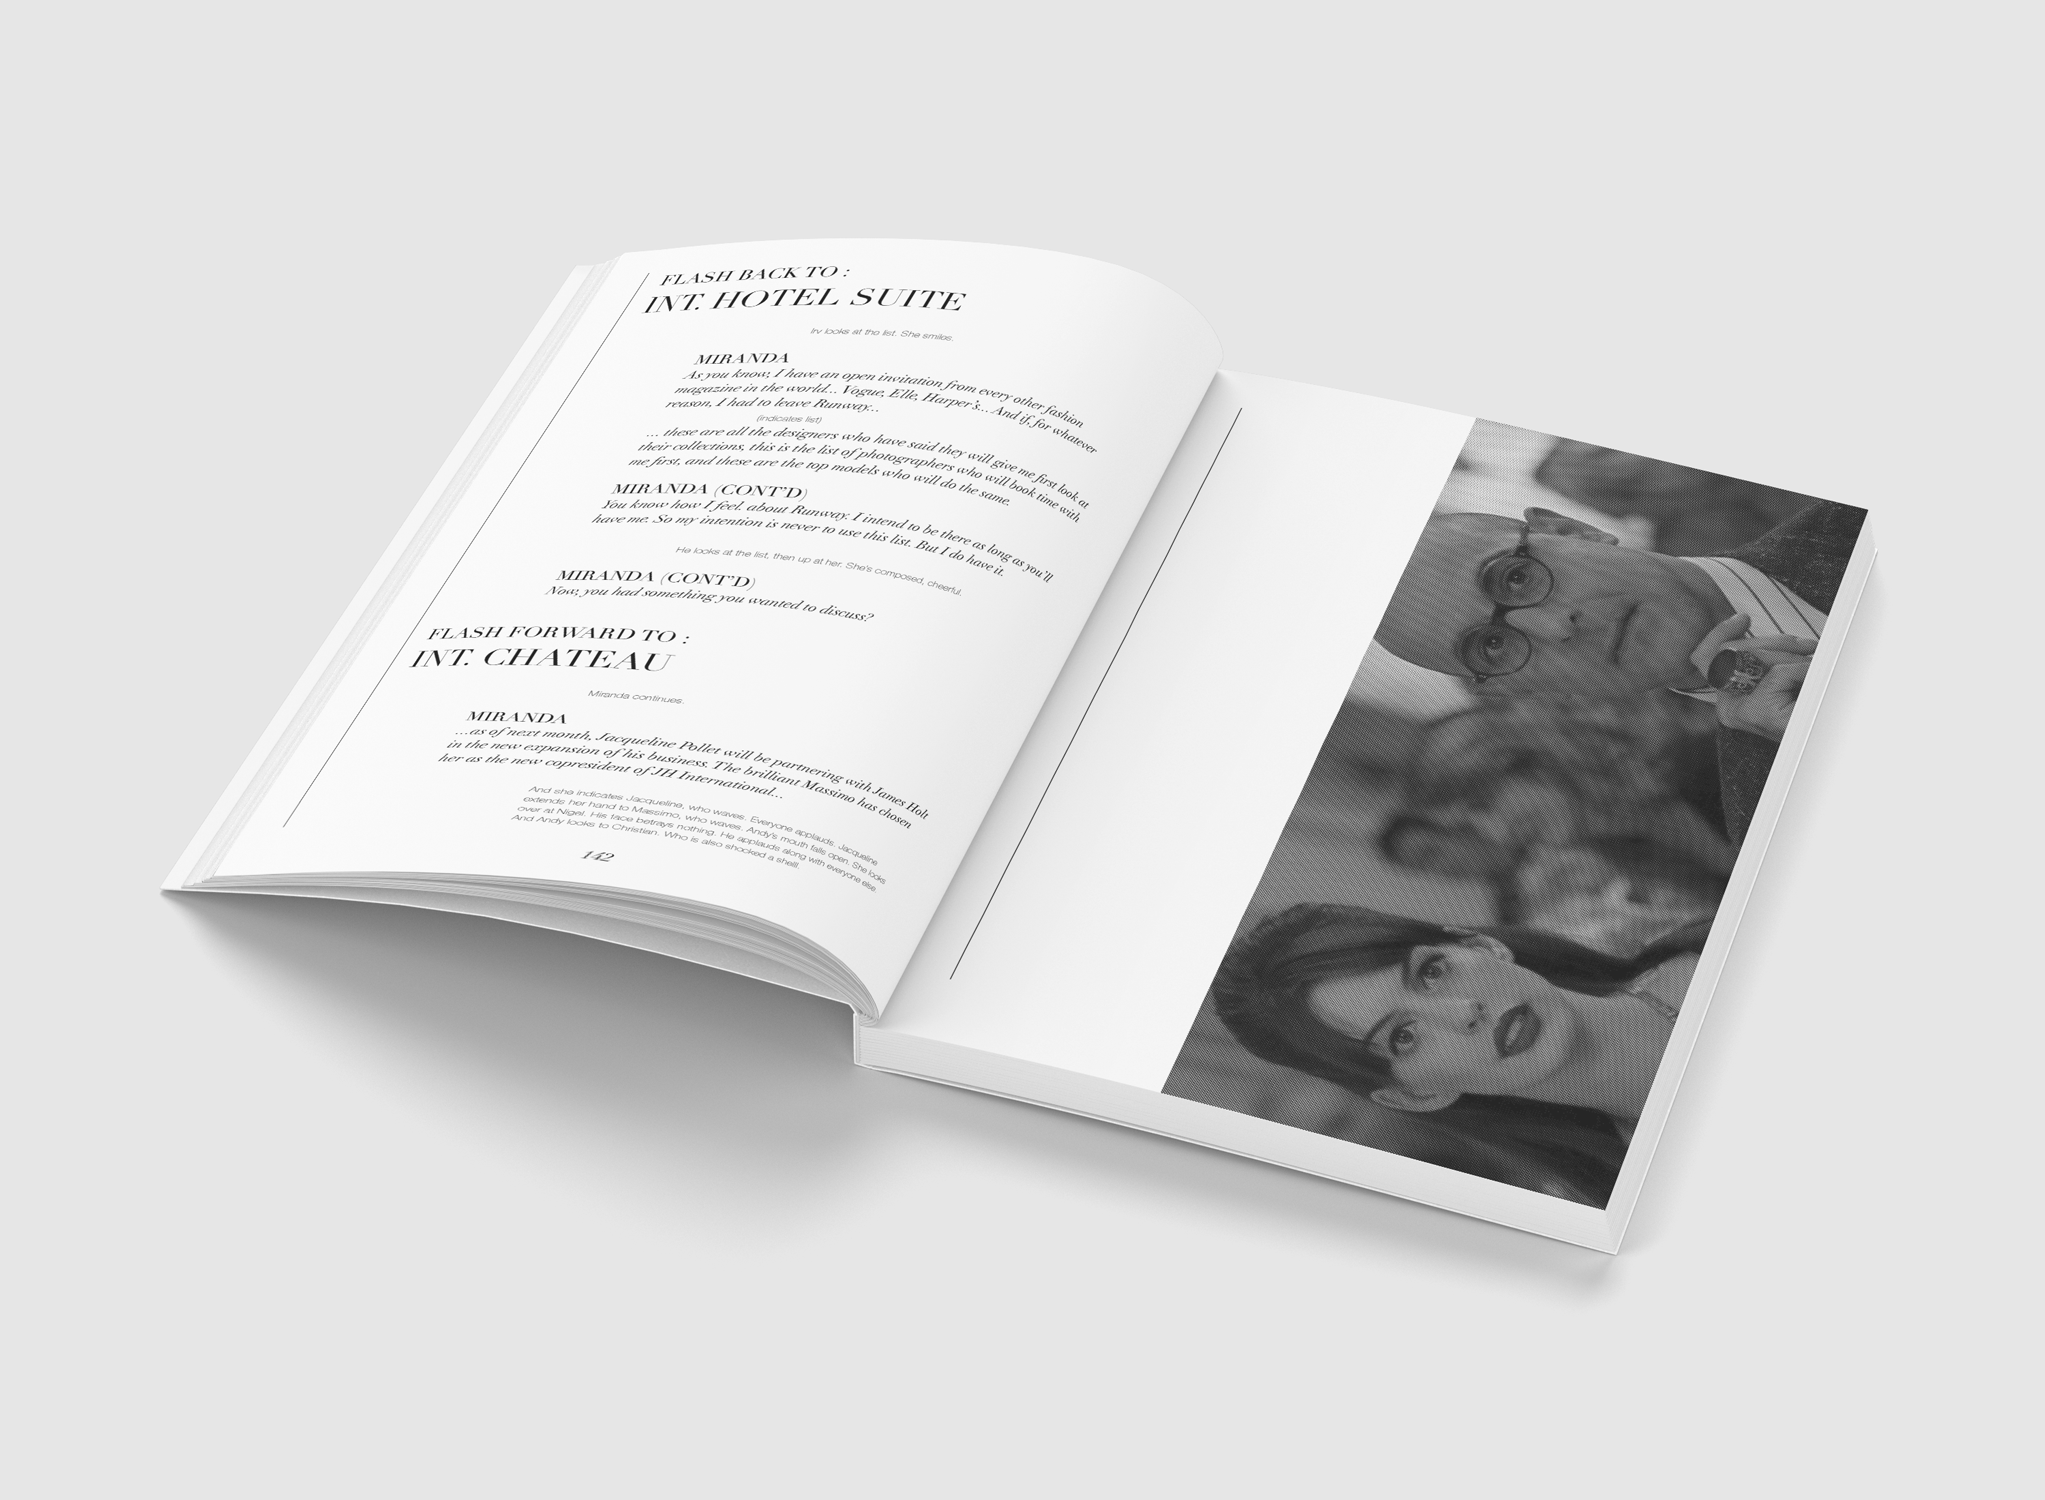 FLASH BACK TO :
INT. HOTEL SUITE
Irv looks at the list. She smiles.
MIRANDA
As you know, I have an open invitation from every other fashion
magazine in the world... Vogue, Elle, Harper's... And if, for whatever
reason, I had to leave Runway...
(indicates list)
... these are all the designers who have said they will give me first look at
their collections, this is the list of photographers who will book time with
me first, and these are the top models who will do the same.
MIRANDA (CONT'D)
You know how I feel. about Runway. I intend to be there as long as you'll
have me. So my intention is never to use this list. But I do have it.
He looks at the list, then up at her. She's composed, cheerful.
MIRANDA (CONT'D)
Now, you had something you wanted to discuss?
FLASH FORWARD TO :
INT. CHATEAU
Miranda continues.
MIRANDA
...as of next month, Jacqueline Pollet will be partnering with James Holt
in the new expansion of his business. The brilliant Massimo has chosen
her as the new copresident of JH International...
And she indicates Jacqueline, who waves. Everyone applauds. Jacqueline
extends her hand to Massimo, who waves. Andy's mouth falls open. She looks
over at Nigel. His face betrays nothing. He applauds along with everyone else.
And Andy looks to Christian. Who is also shocked a shell!
142